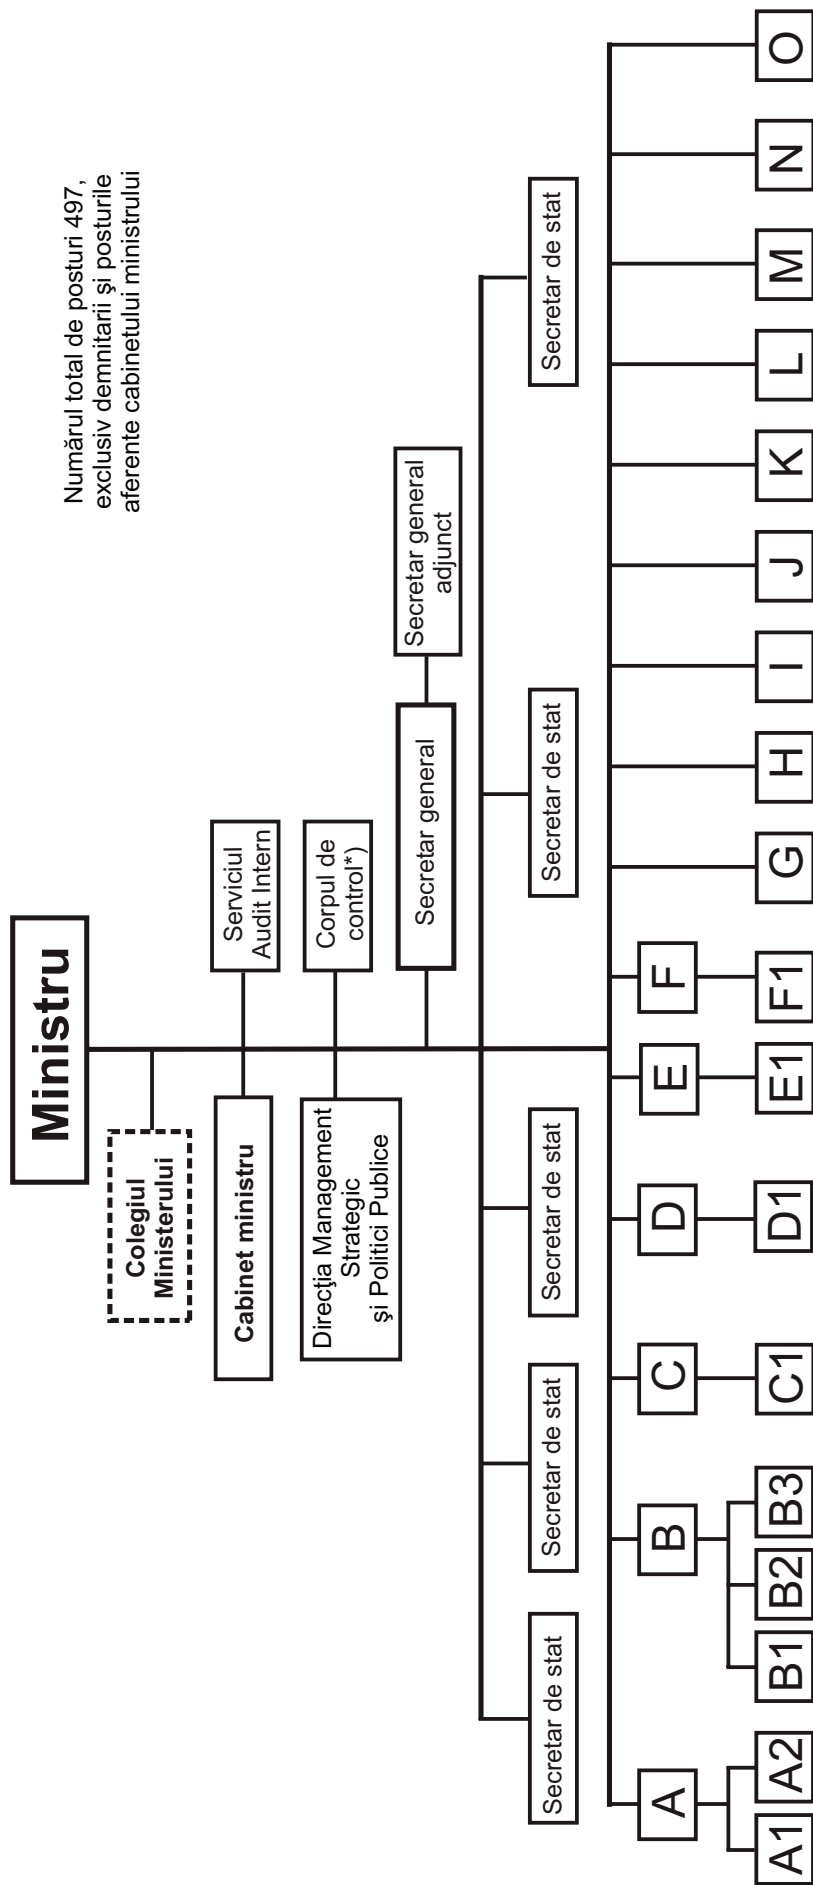 Ministru
Numărul total de posturi 497,
exclusiv demnitarii şi posturile
aferente cabinetului ministrului
Colegiul
Ministerului
Cabinet ministru
Serviciul
Audit Intern
Direcţia Management
Strategic
şi Politici Publice
Corpul de
control*)
Secretar general
Secretar general
adjunct
Secretar de stat
Secretar de stat
Secretar de stat
Secretar de stat
Secretar de stat
A
B
C
D
E
F
A1
A2
B1
B2
B3
C1
D1
E1
F1
G
H
I
J
K
L
M
N
O